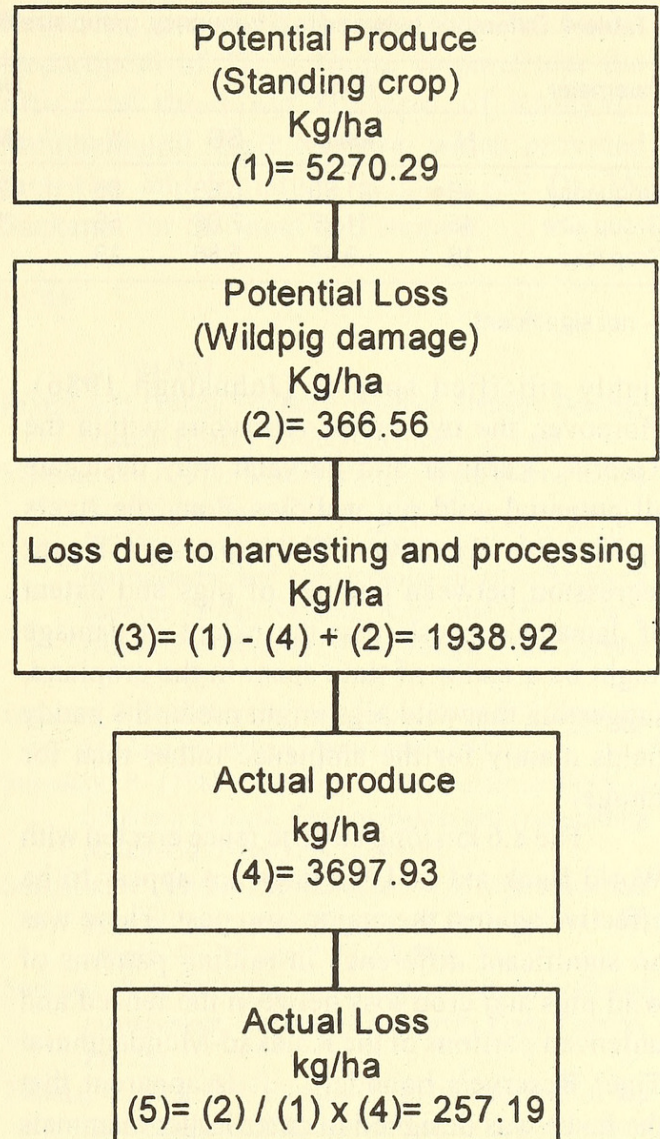 Potential Produce
(Standing crop)
Kg/ha
(1)= 5270.29
Potential Loss
(Wildpig damage)
Kg/ha
(2)= 366.56
Loss due to harvesting and processing
Kg/ha
(3)= (1) - (4) + (2)= 1938.92
Actual produce
kg/ha
(4)= 3697.93
Actual Loss
kg/ha
(5)= (2) / (1) x (4)= 257.19